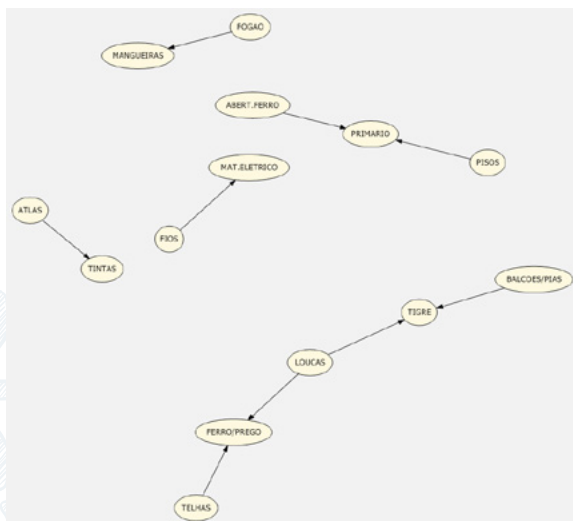 FOGAO
MANGUEIRAS
ABERT.FERRO
PRIMARIO
PISOS
MAT.ELETRICO
ATLAS
FIOS
TINTAS
BALCOES/PIAS
TIGRE
LOUCAS
FERRO/PREGO
TELHAS